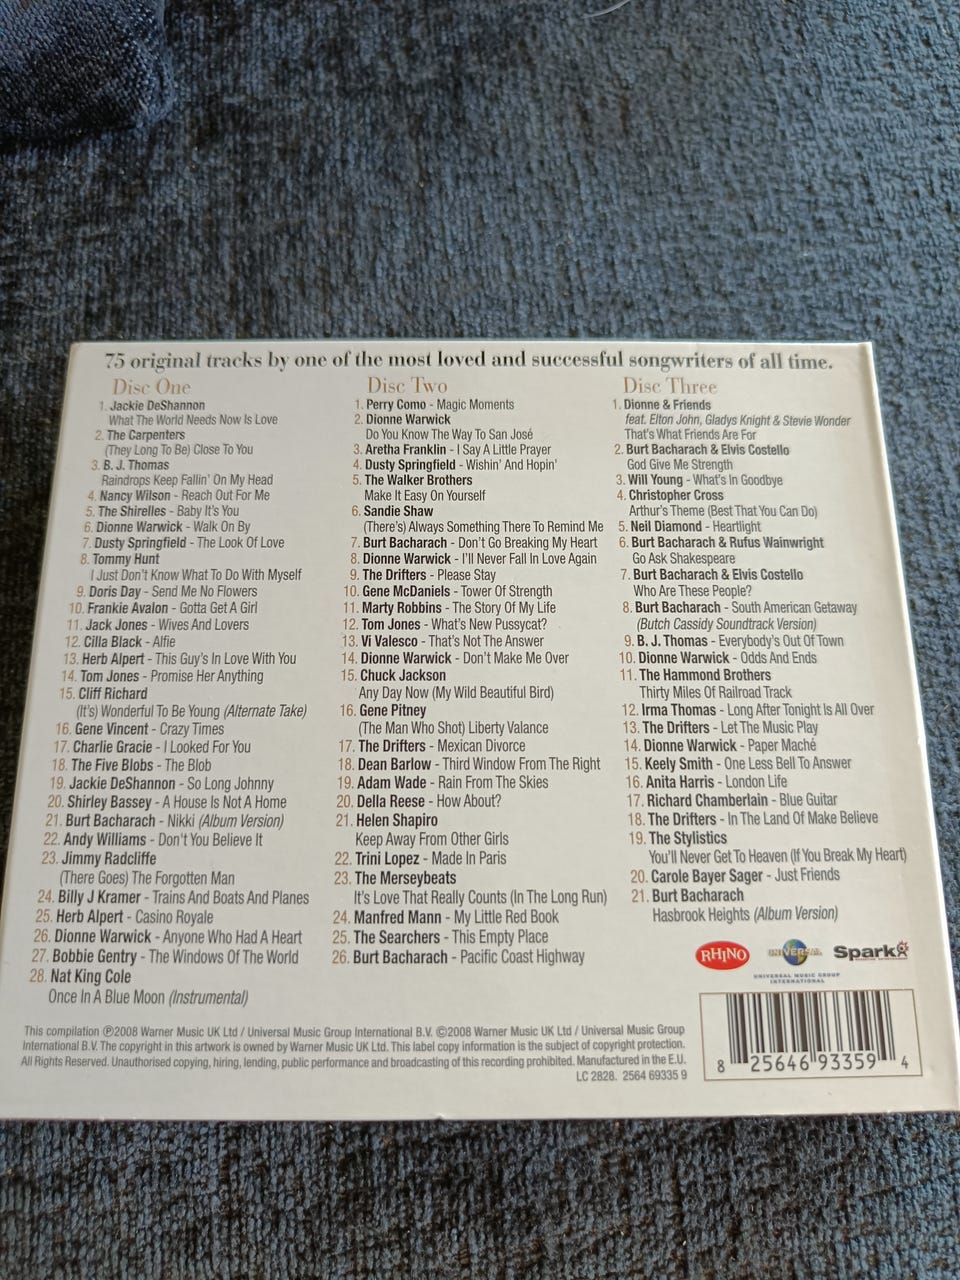 75 original tracks by one of the most loved and successful songwriters of all time.
Disc One
1. Jackie DeShannon
What The World Needs Now Is Love
2. The Carpenters
(They Long To Be) Close To You
3. B. J. Thomas
Raindrops Keep Fallin' On My Head
4. Nancy Wilson - Reach Out For Me
5. The Shirelles - Baby It's You
6. Dionne Warwick - Walk On By
7. Dusty Springfield - The Look Of Love
8. Tommy Hunt
I Just Don't Know What To Do With Myself
9. Doris Day - Send Me No Flowers
10. Frankie Avalon - Gotta Get A Girl
11. Jack Jones - Wives And Lovers
12. Cilla Black - Alfie
13. Herb Alpert - This Guy's In Love With You
14. Tom Jones - Promise Her Anything
15. Cliff Richard
(It's) Wonderful To Be Young (Alternate Take)
16. Gene Vincent - Crazy Times
17. Charlie Gracie - I Looked For You
18. The Five Blobs - The Blob
19. Jackie DeShannon - So Long Johnny
20. Shirley Bassey - A House Is Not A Home
21. Burt Bacharach - Nikki (Album Version)
22. Andy Williams - Don't You Believe It
23. Jimmy Radcliffe
(There Goes) The Forgotten Man
24. Billy J Kramer - Trains And Boats And Planes
25. Herb Alpert - Casino Royale
26. Dionne Warwick - Anyone Who Had A Heart
27. Bobbie Gentry - The Windows Of The World
28. Nat King Cole
Once In A Blue Moon (Instrumental)
Disc Two
1. Perry Como - Magic Moments
2. Dionne Warwick
Do You Know The Way To San José
3. Aretha Franklin - I Say A Little Prayer
4. Dusty Springfield - Wishin' And Hopin'
5. The Walker Brothers
Make It Easy On Yourself
6. Sandie Shaw
(There's) Always Something There To Remind Me
7. Burt Bacharach - Don't Go Breaking My Heart
8. Dionne Warwick - I'll Never Fall In Love Again
9. The Drifters - Please Stay
10. Gene McDaniels - Tower Of Strength
11. Marty Robbins - The Story Of My Life
12. Tom Jones - What's New Pussycat?
13. Vi Valesco - That's Not The Answer
14. Dionne Warwick - Don't Make Me Over
15. Chuck Jackson
Any Day Now (My Wild Beautiful Bird)
16. Gene Pitney
(The Man Who Shot) Liberty Valance
17. The Drifters - Mexican Divorce
18. Dean Barlow - Third Window From The Right
19. Adam Wade - Rain From The Skies
20. Della Reese - How About?
21. Helen Shapiro
Keep Away From Other Girls
22. Trini Lopez - Made In Paris
23. The Merseybeats
It's Love That Really Counts (In The Long Run)
24. Manfred Mann - My Little Red Book
25. The Searchers - This Empty Place
26. Burt Bacharach - Pacific Coast Highway
Disc Three
1. Dionne & Friends
feat. Elton John, Gladys Knight & Stevie Wonder
That's What Friends Are For
2. Burt Bacharach & Elvis Costello
God Give Me Strength
3. Will Young - What's In Goodbye
4. Christopher Cross
Arthur's Theme (Best That You Can Do)
5. Neil Diamond - Heartlight
6. Burt Bacharach & Rufus Wainwright
Go Ask Shakespeare
7. Burt Bacharach & Elvis Costello
Who Are These People?
8. Burt Bacharach - South American Getaway
(Butch Cassidy Soundtrack Version)
9. B. J. Thomas - Everybody's Out Of Town
10. Dionne Warwick - Odds And Ends
11. The Hammond Brothers
Thirty Miles Of Railroad Track
12. Irma Thomas - Long After Tonight Is All Over
13. The Drifters - Let The Music Play
14. Dionne Warwick - Paper Maché
15. Keely Smith - One Less Bell To Answer
16. Anita Harris - London Life
17. Richard Chamberlain - Blue Guitar
18. The Drifters - In The Land Of Make Believe
19. The Stylistics
You'll Never Get To Heaven (If You Break My Heart)
20. Carole Bayer Sager - Just Friends
21. Burt Bacharach
Hasbrook Heights (Album Version)
RHINO
UNIVERSAL
UNIVERSAL MUSIC GROUP
INTERNATIONAL
Spark
This compilation ℗2008 Warner Music UK Ltd / Universal Music Group International B.V. ©2008 Warner Music UK Ltd / Universal Music Group
International B.V. The copyright in this artwork is owned by Warner Music UK Ltd. This label copy information is the subject of copyright protection.
All Rights Reserved. Unauthorised copying, hiring, lending, public performance and broadcasting of this recording prohibited. Manufactured in the E.U.
LC 2828. 2564 69335 9
8 25646 93359 4